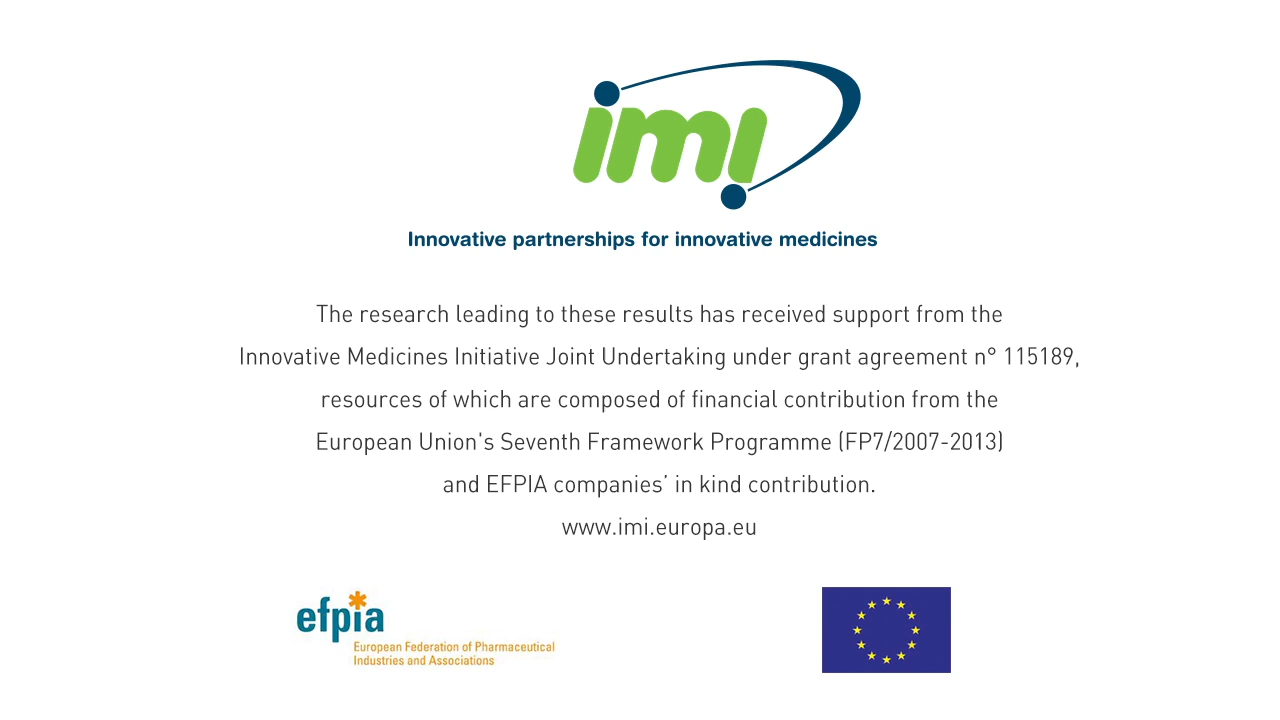 imi
Innovative partnerships for innovative medicines
The research leading to these results has received support from the
Innovative Medicines Initiative Joint Undertaking under grant agreement n° 115189,
resources of which are composed of financial contribution from the
European Union's Seventh Framework Programme (FP7/2007-2013)
and EFPIA companies’ in kind contribution.
www.imi.europa.eu
efpia
European Federation of Pharmaceutical
Industries and Associations